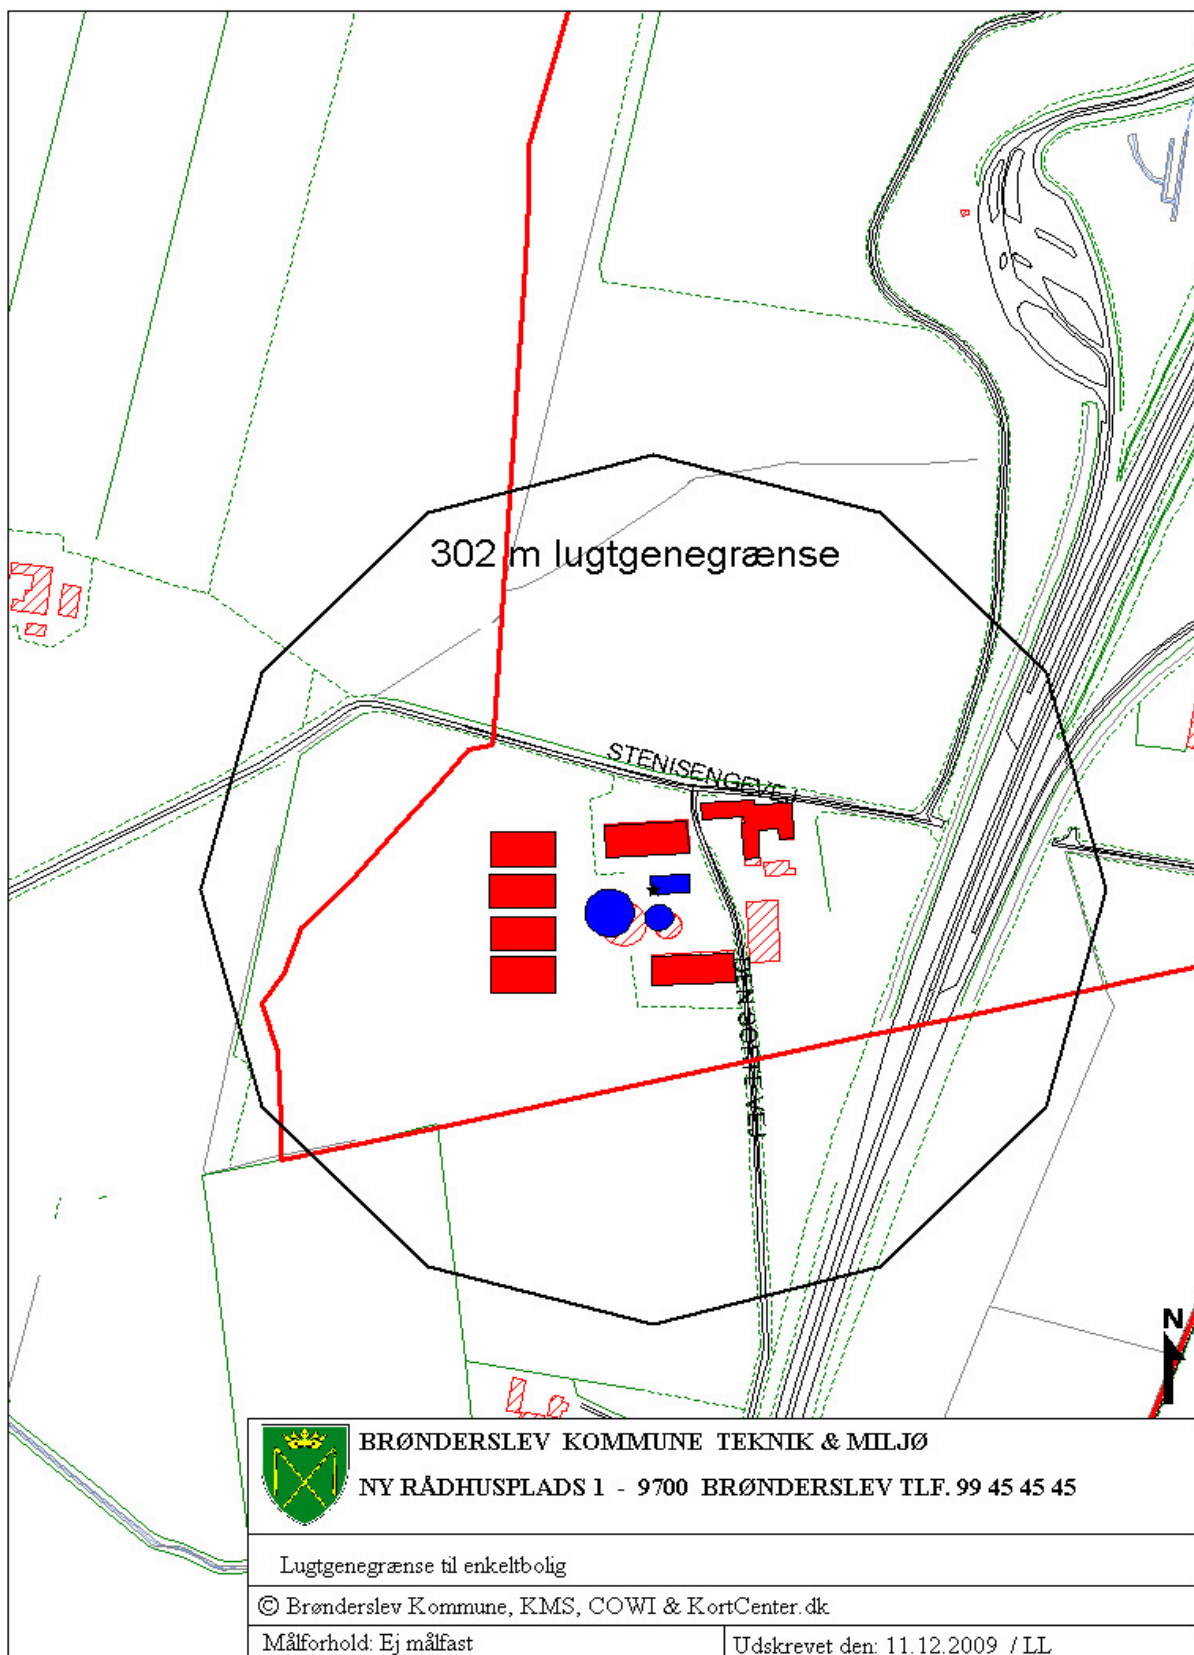 302 m lugtgenegrænse
STENISENGEVEJ
N
BRØNDERSLEV KOMMUNE TEKNIK & MILJØ
NY RÅDHUSPLADS 1 - 9700 BRØNDERSLEV TLF. 99 45 45 45
Lugtgenegrænse til enkeltbolig
© Brønderslev Kommune, KMS, COWI & KortCenter.dk
Målforhold: Ej målfast
Udskrevet den: 11.12.2009 / LL